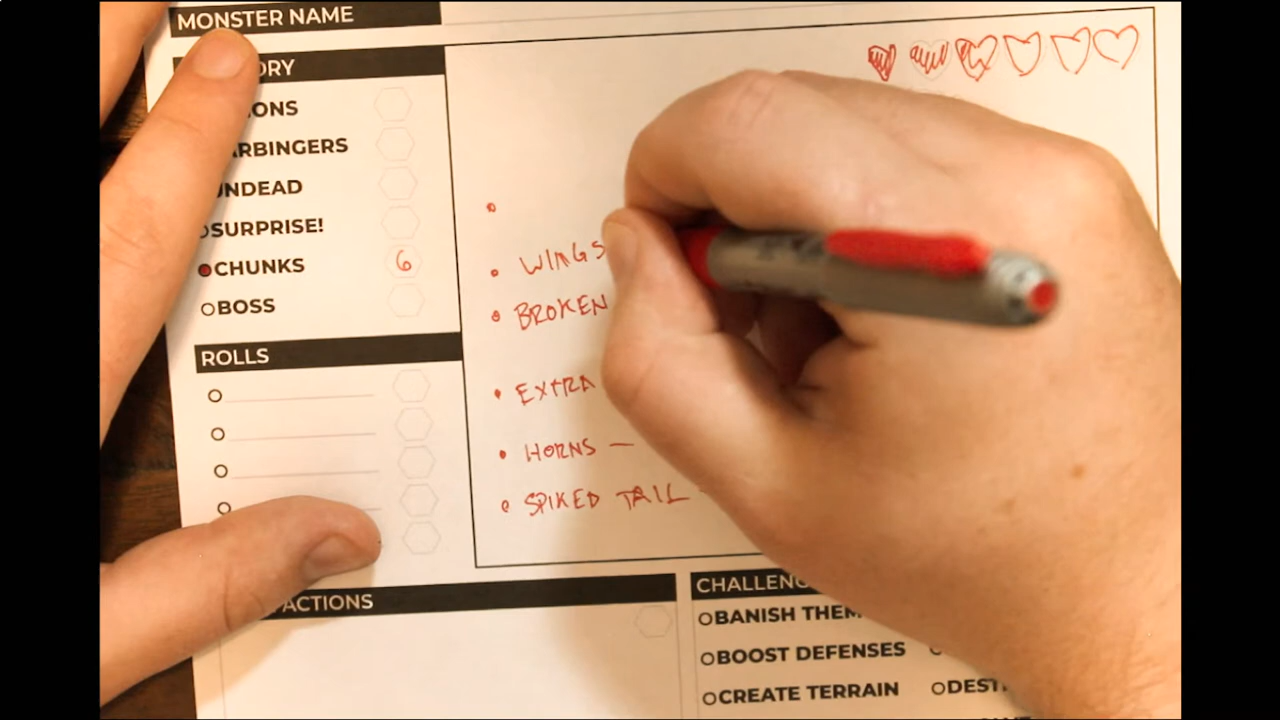 MONSTER NAME
ORY
ONS
ARBINGERS
UNDEAD
SURPRISE!
CHUNKS 6
BOSS
ROLLS
WINGS
BROKEN
EXTRA
HORNS —
SPIKED TAIL -
ACTIONS
CHALLENG
BANISH THEM
BOOST DEFENSES
CREATE TERRAIN
DEST